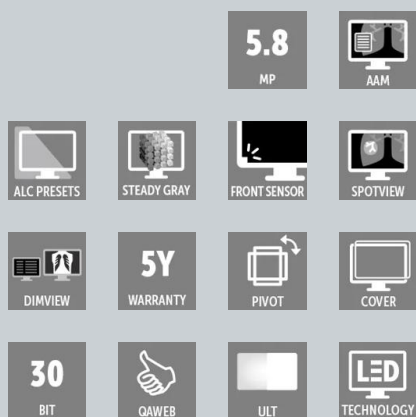 5.8
MP
AAM
ALC PRESETS
STEADY GRAY
FRONT SENSOR
SPOTVIEW
DIMVIEW
5Y
WARRANTY
PIVOT
COVER
30
BIT
QAWEB
ULT
LED
TECHNOLOGY